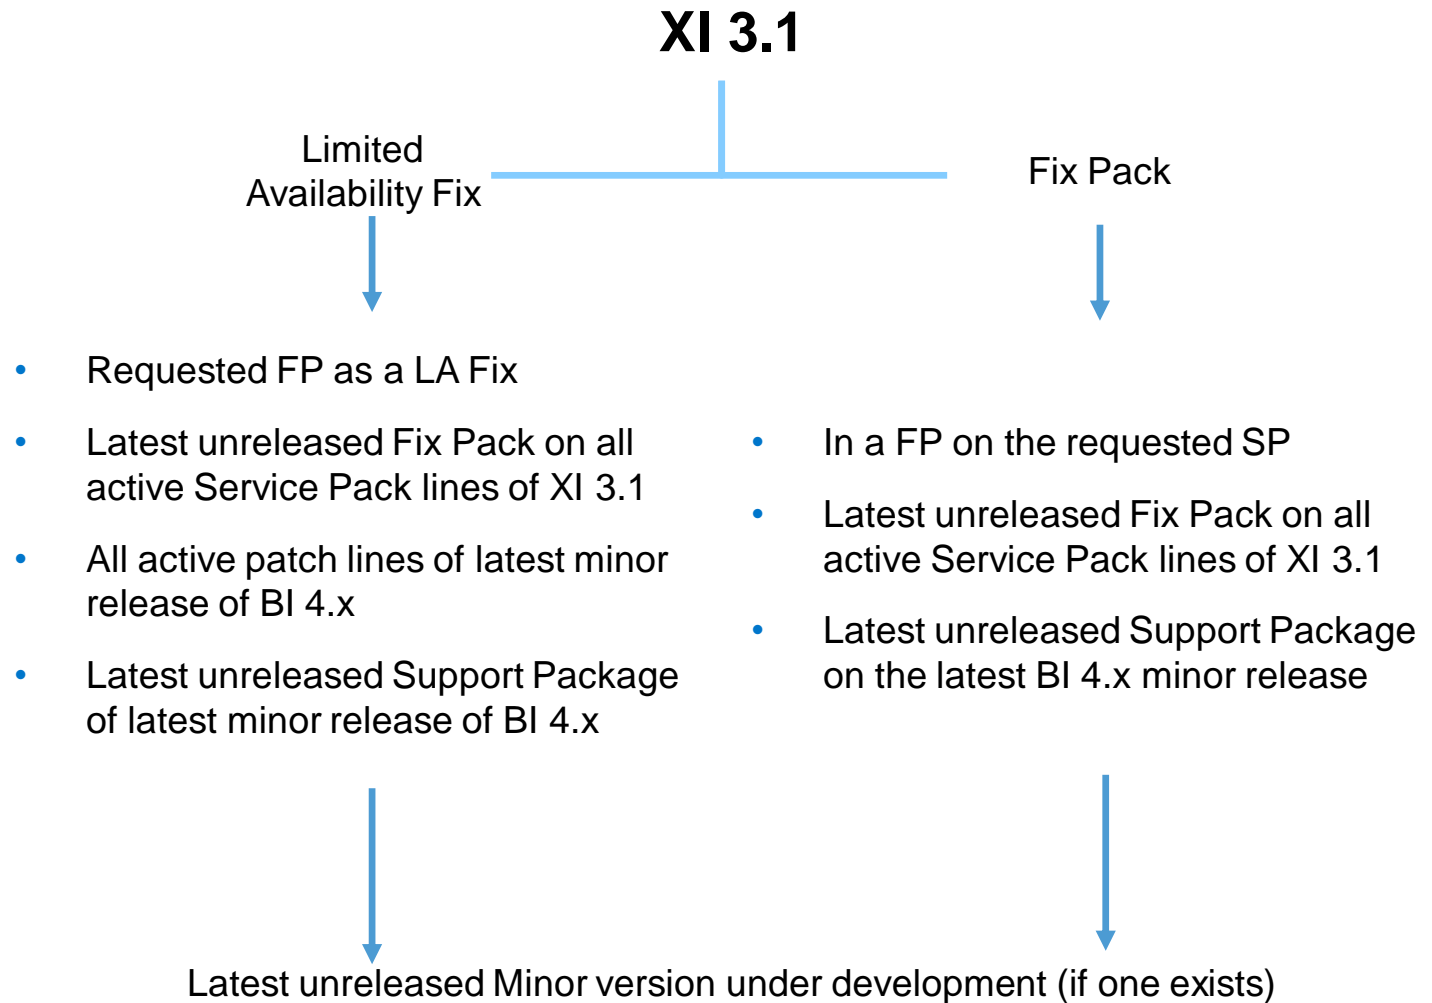 XI 3.1
Limited
Availability Fix
Fix Pack
• Requested FP as a LA Fix
• Latest unreleased Fix Pack on all
active Service Pack lines of XI 3.1
• All active patch lines of latest minor
release of BI 4.x
• Latest unreleased Support Package
of latest minor release of BI 4.x
• In a FP on the requested SP
• Latest unreleased Fix Pack on all
active Service Pack lines of XI 3.1
• Latest unreleased Support Package
on the latest BI 4.x minor release
Latest unreleased Minor version under development (if one exists)